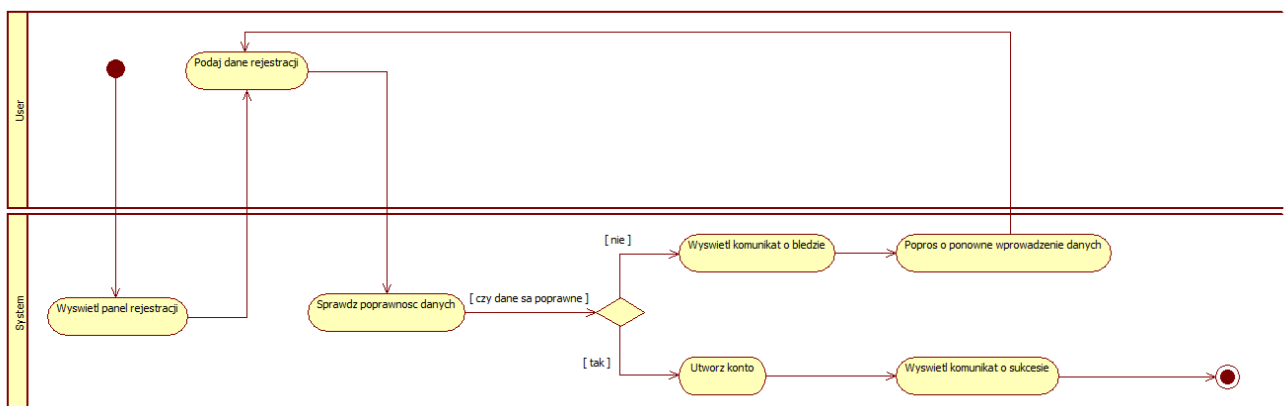 User
Podaj dane rejestracji
System
Wyswietl panel rejestracji
Sprawdz poprawnosc danych
[ czy dane sa poprawne ]
[ nie ]
Wyswietl komunikat o bledzie
Popros o ponowne wprowadzenie danych
[ tak ]
Utworz konto
Wyswietl komunikat o sukcesie